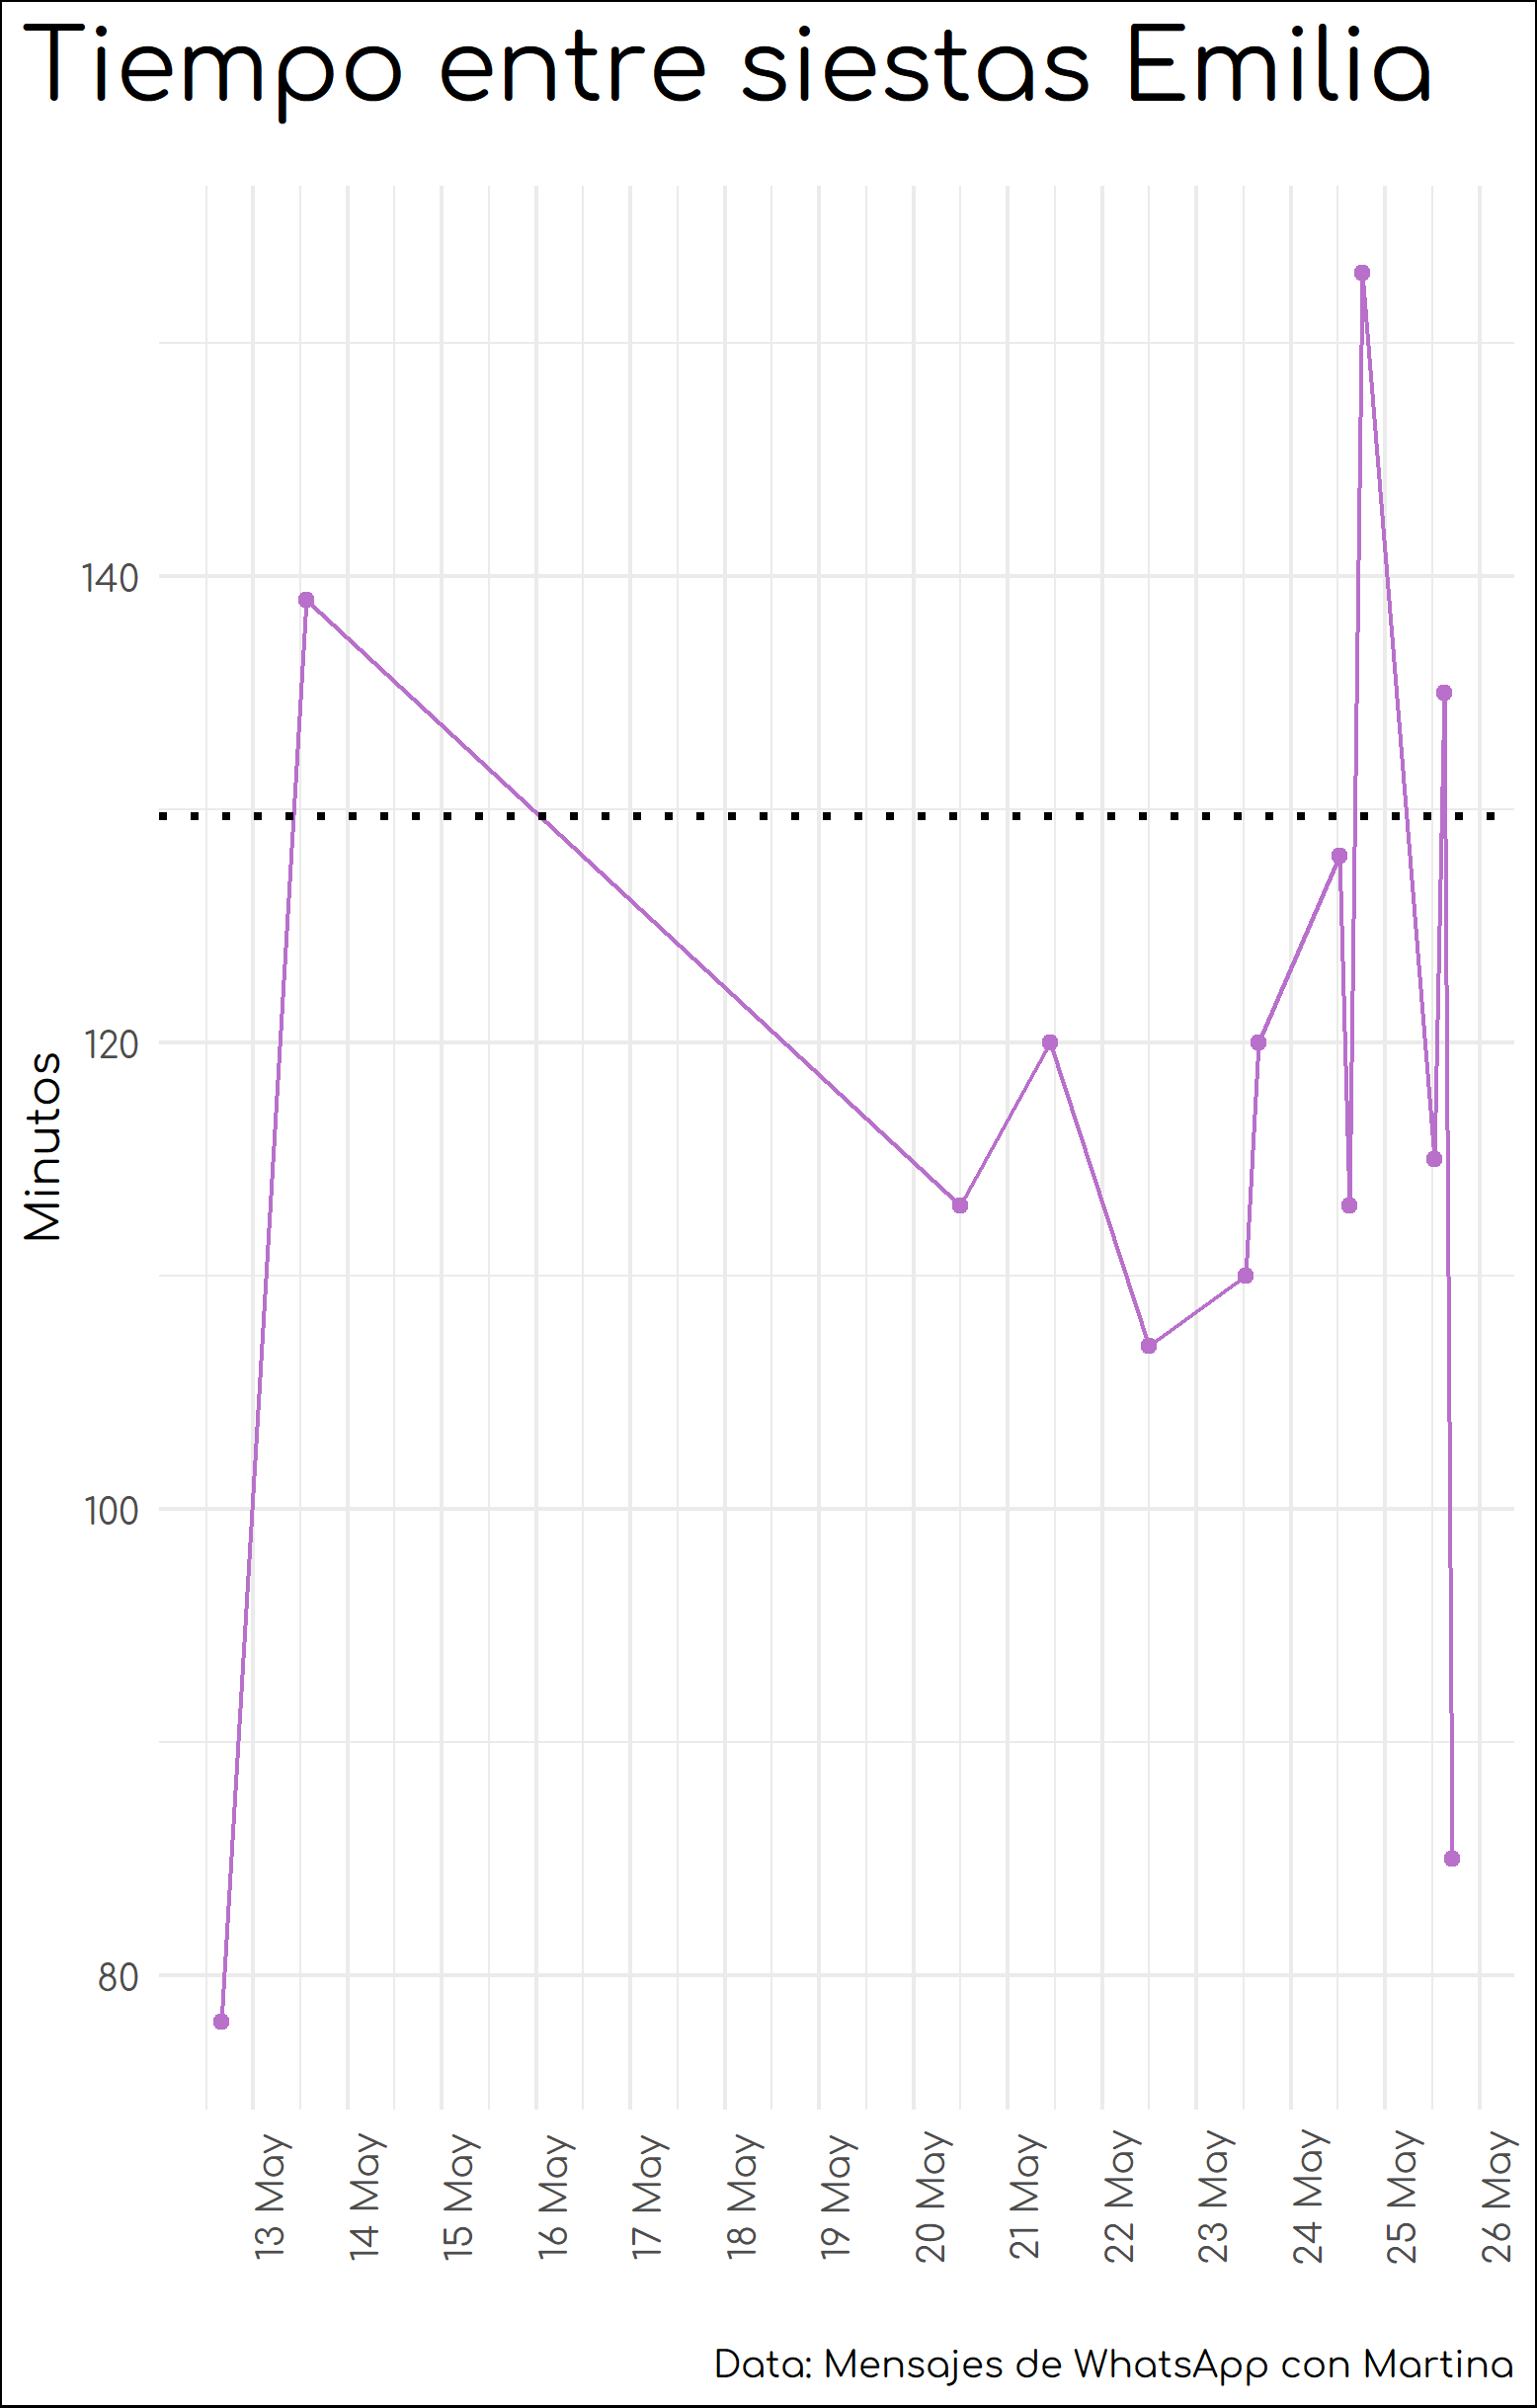 Tiempo entre siestas Emilia
Minutos
140
120
100
80
13 May
14 May
15 May
16 May
17 May
18 May
19 May
20 May
21 May
22 May
23 May
24 May
25 May
26 May
Data: Mensajes de WhatsApp con Martina